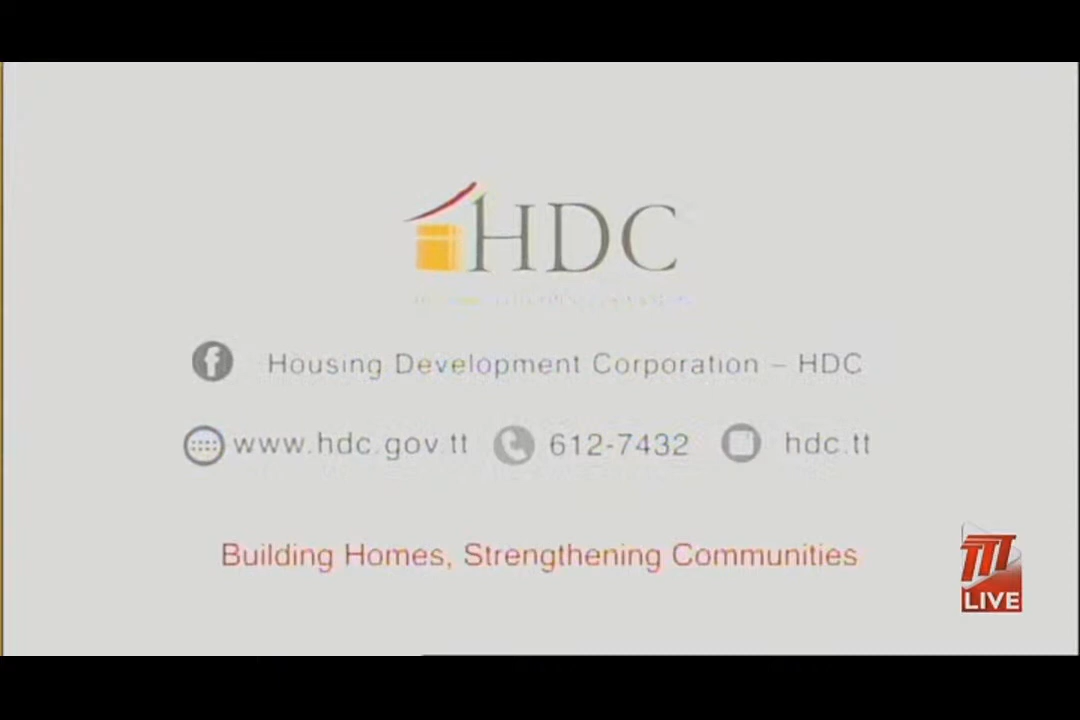 HDC
Housing Development Corporation – HDC
www.hdc.gov.tt 612-7432 hdc.tt
Building Homes, Strengthening Communities
TTT
LIVE